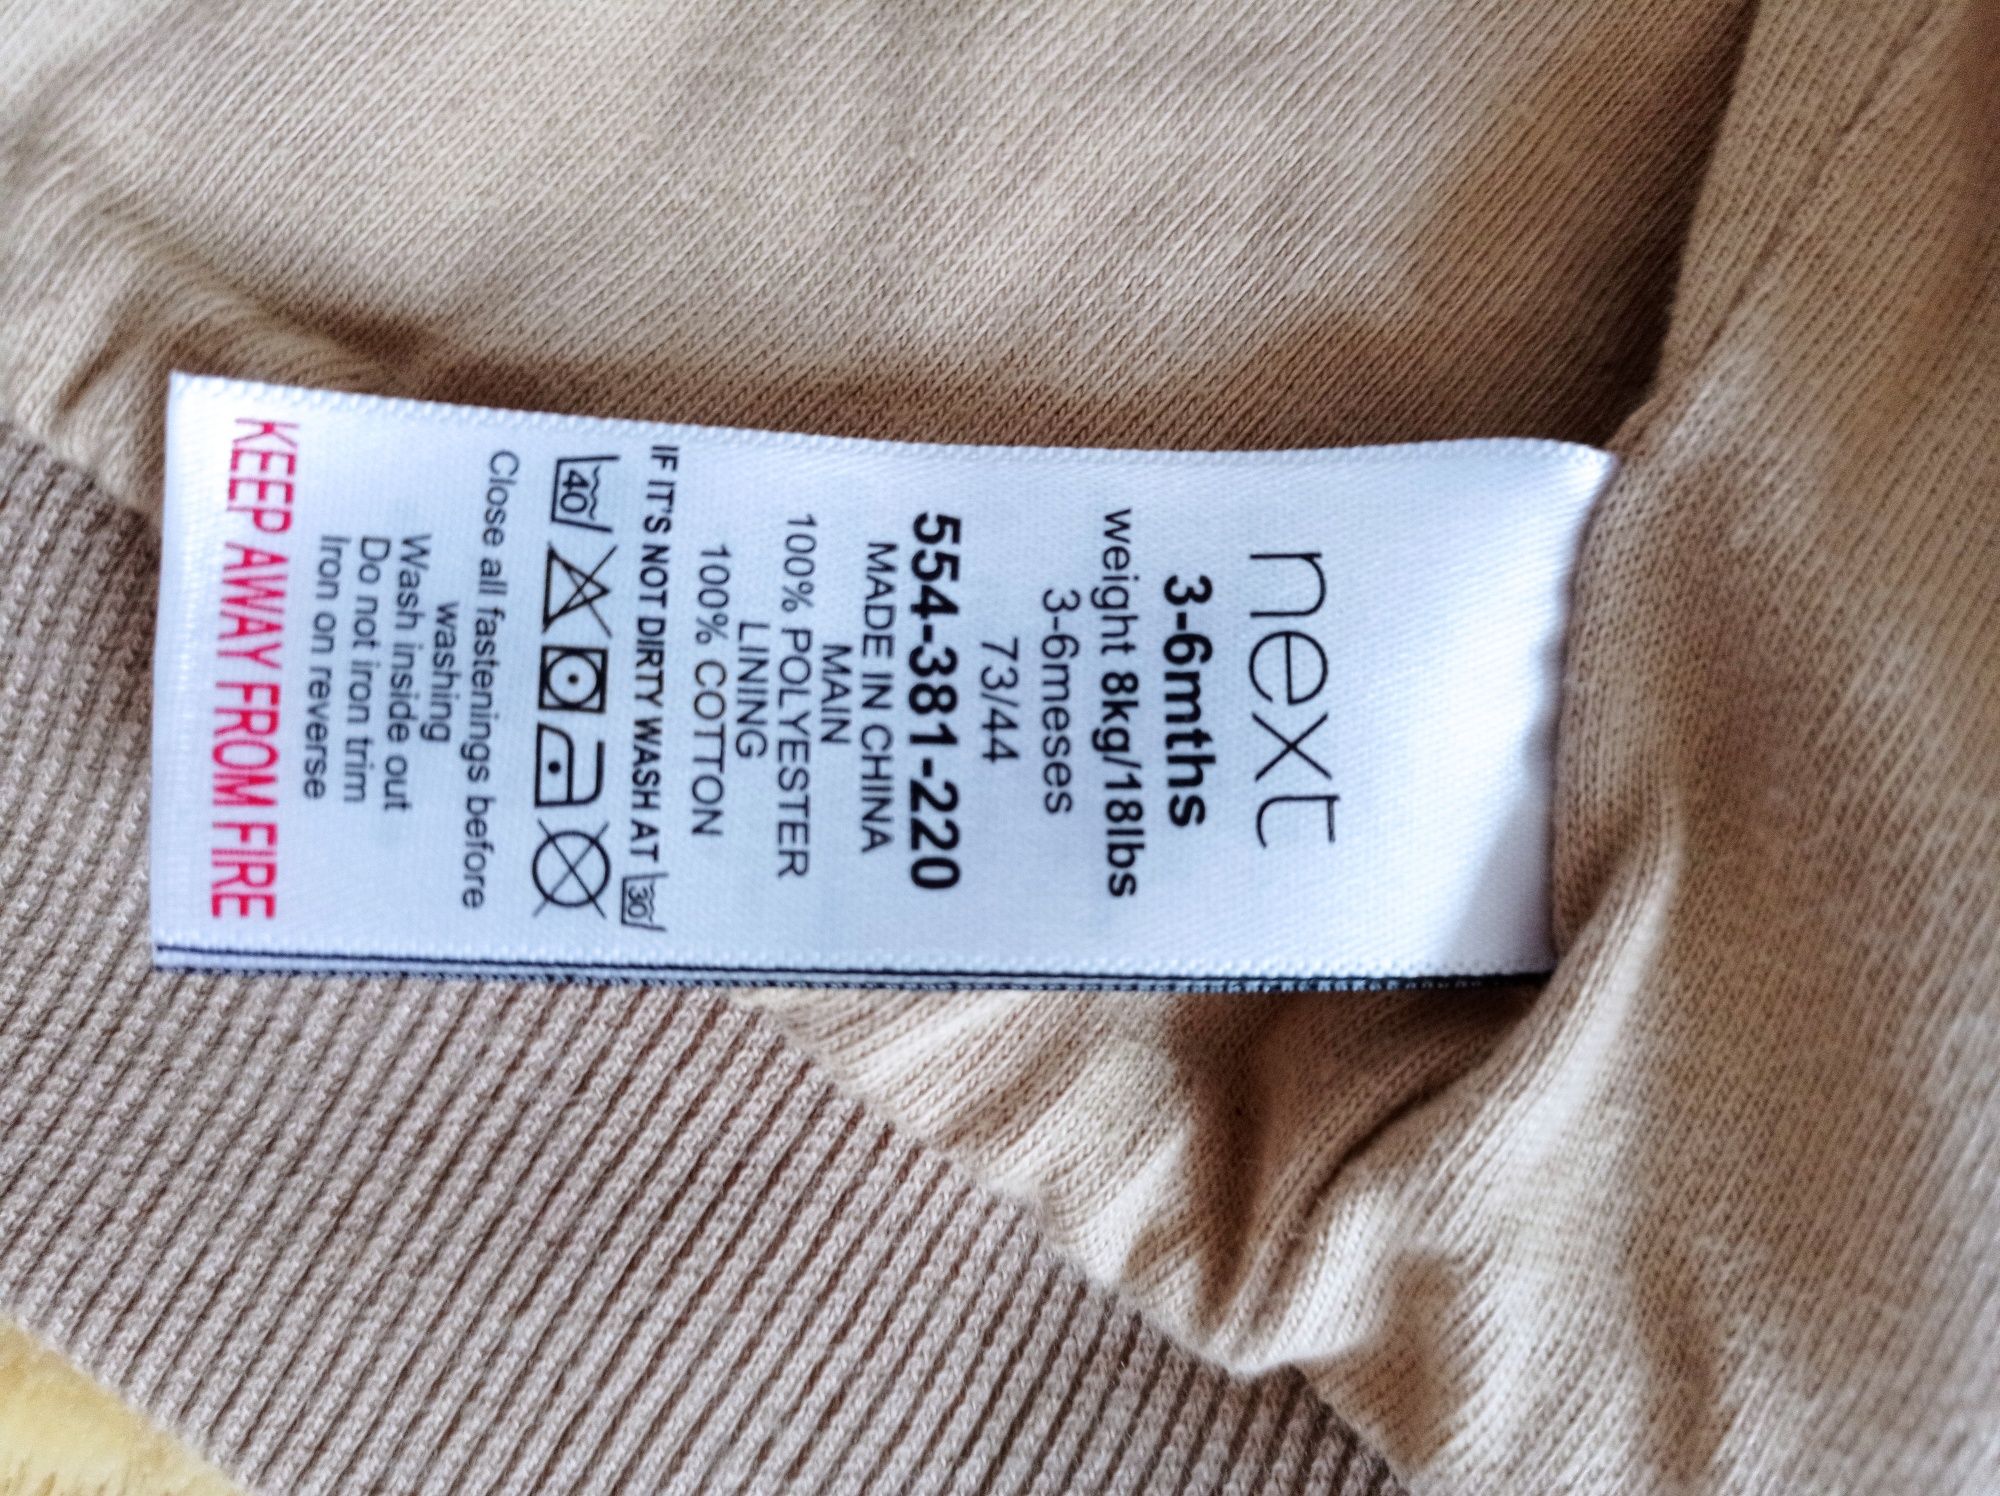 next
3-6mths
weight 8kg/18lbs
3-6meses
73/44
554-381-220
MADE IN CHINA
MAIN
100% POLYESTER
LINING
100% COTTON
IF IT'S NOT DIRTY WASH AT 30
40
Close all fastenings before
washing
Wash inside out
Do not iron trim
Iron on reverse
KEEP AWAY FROM FIRE